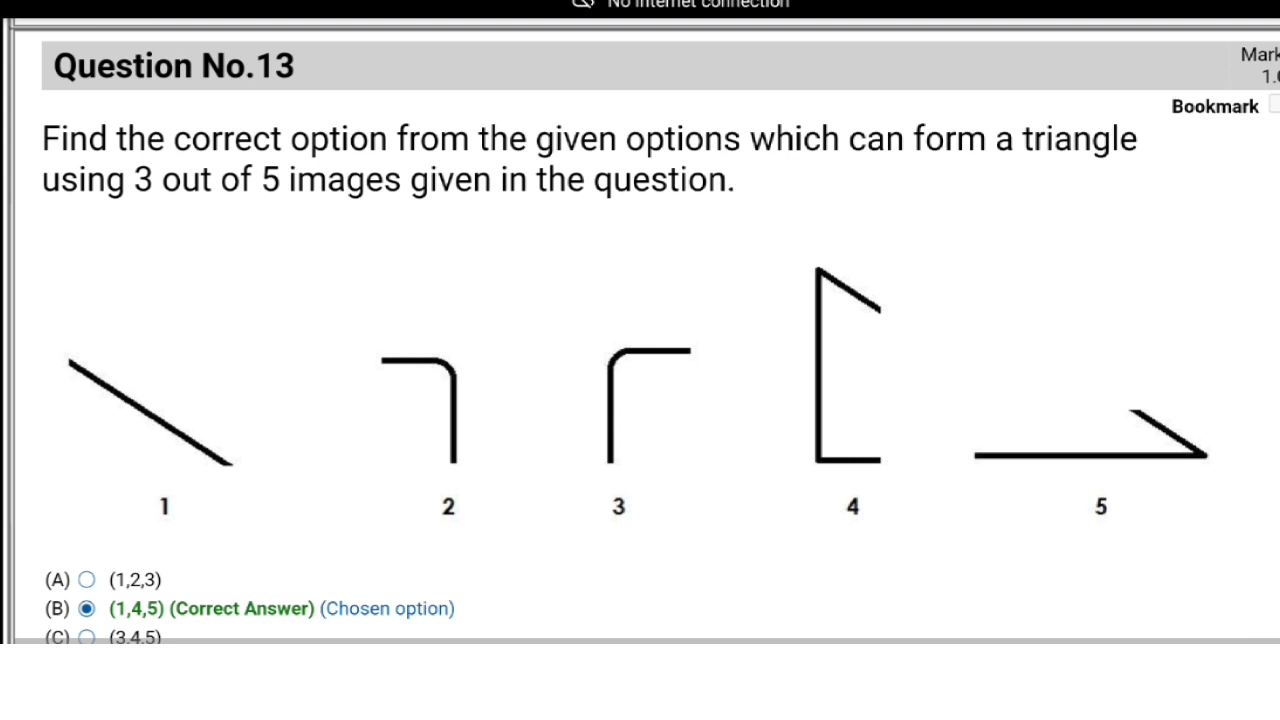 No internet connection
Question No.13
Mark
1.0
Bookmark
Find the correct option from the given options which can form a triangle
using 3 out of 5 images given in the question.
1 2 3 4 5
(A) (1,2,3)
(B) (1,4,5) (Correct Answer) (Chosen option)
(C) (3,4,5)